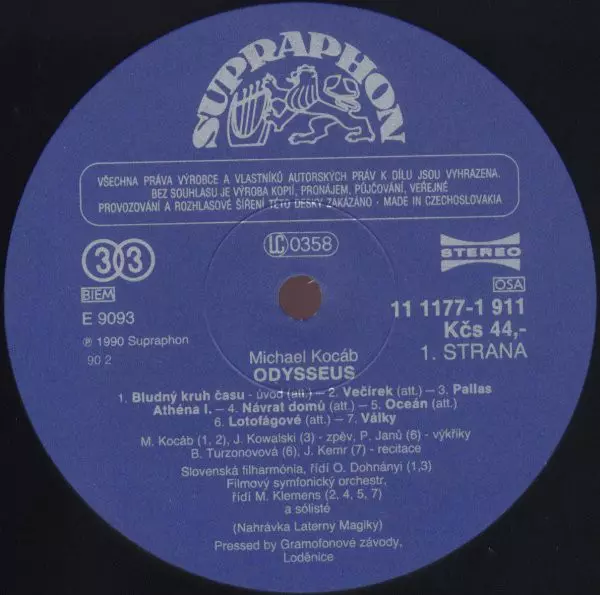 SUPRAPHON
VŠECHNA PRÁVA VÝROBCE A VLASTNÍKŮ AUTORSKÝCH PRÁV K DÍLU JSOU VYHRAZENA.
BEZ SOUHLASU JE VÝROBA KOPIÍ, PRONÁJEM, PŮJČOVÁNÍ, VEŘEJNÉ
PROVOZOVÁNÍ A ROZHLASOVÉ ŠÍŘENÍ TÉTO DESKY ZAKÁZÁNO - MADE IN CZECHOSLOVAKIA
33
LC 0358
STEREO
BIEM
OSA
E 9093
11 1177-1 911
Kčs 44,-
℗ 1990 Supraphon
90 2
1. STRANA
Michael Kocáb
ODYSSEUS
1. Bludný kruh času - úvod (att.) – 2. Večírek (att.) – 3. Pallas
Athéna I. – 4. Návrat domů (att.) – 5. Oceán (att.)
6. Lotofágové (att.) – 7. Války
M. Kocáb (1, 2), J. Kowalski (3) - zpěv, P. Janů (6) - výkřiky
B. Turzonovová (6), J. Kemr (7) - recitace
Slovenská filharmónia, řídí O. Dohnányi (1,3)
Filmový symfonický orchestr,
řídí M. Klemens (2, 4, 5, 7)
a sólisté
(Nahrávka Laterny Magiky)
Pressed by Gramofonové závody,
Loděnice